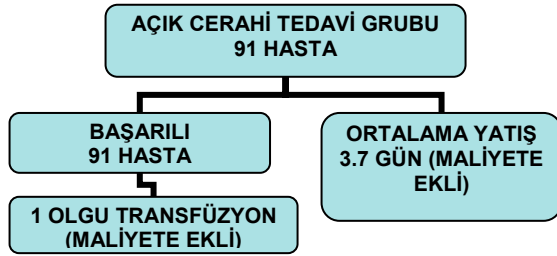 AÇIK CERAHİ TEDAVİ GRUBU
91 HASTA
BAŞARILI
91 HASTA
ORTALAMA YATIŞ
3.7 GÜN (MALİYETE
EKLİ)
1 OLGU TRANSFÜZYON
(MALİYETE EKLİ)